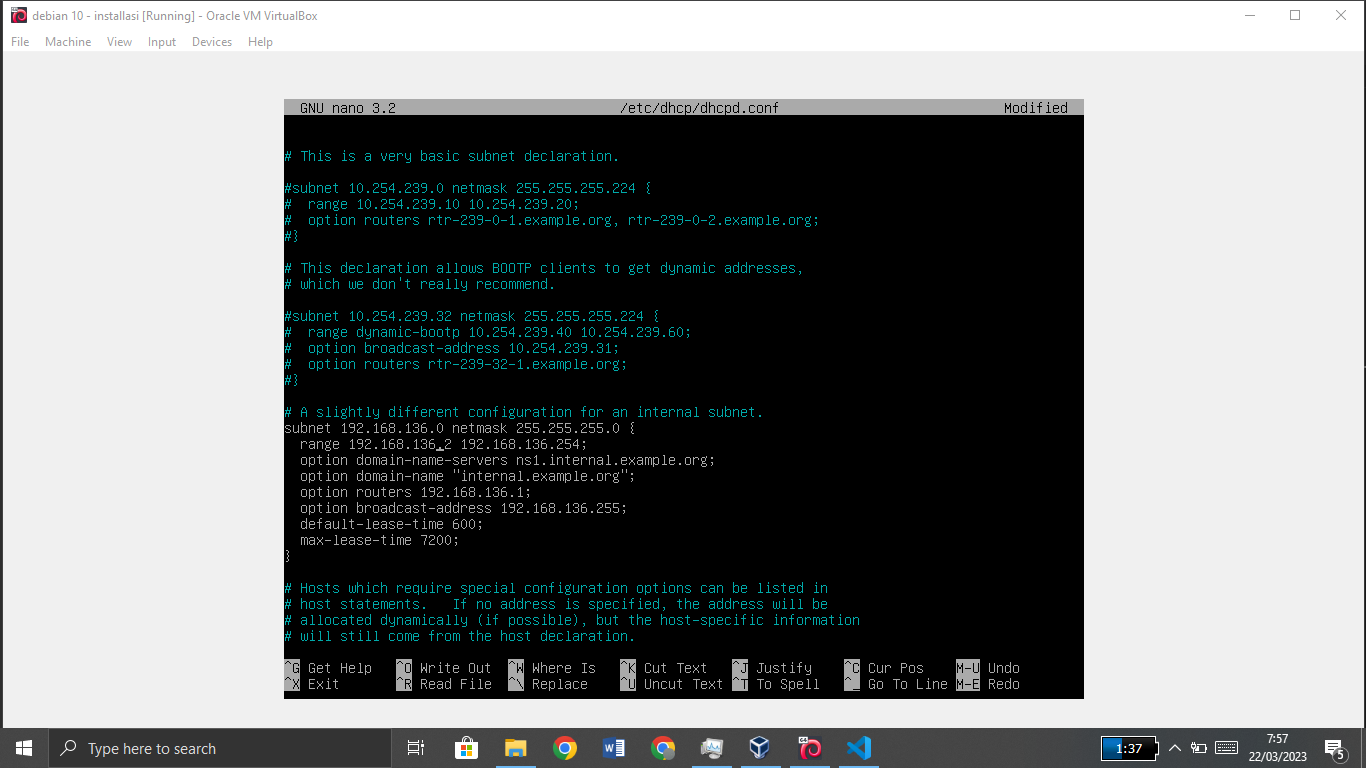 debian 10 - installasi [Running] - Oracle VM VirtualBox
File Machine View Input Devices Help
GNU nano 3.2 /etc/dhcp/dhcpd.conf Modified
# This is a very basic subnet declaration.
#subnet 10.254.239.0 netmask 255.255.255.224 {
#  range 10.254.239.10 10.254.239.20;
#  option routers rtr-239-0-1.example.org, rtr-239-0-2.example.org;
#}
# This declaration allows BOOTP clients to get dynamic addresses,
# which we don't really recommend.
#subnet 10.254.239.32 netmask 255.255.255.224 {
#  range dynamic-bootp 10.254.239.40 10.254.239.60;
#  option broadcast-address 10.254.239.31;
#  option routers rtr-239-32-1.example.org;
#}
# A slightly different configuration for an internal subnet.
subnet 192.168.136.0 netmask 255.255.255.0 {
  range 192.168.136.2 192.168.136.254;
  option domain-name-servers ns1.internal.example.org;
  option domain-name "internal.example.org";
  option routers 192.168.136.1;
  option broadcast-address 192.168.136.255;
  default-lease-time 600;
  max-lease-time 7200;
}
# Hosts which require special configuration options can be listed in
# host statements.   If no address is specified, the address will be
# allocated dynamically (if possible), but the host-specific information
# will still come from the host declaration.
^G Get Help ^O Write Out ^W Where Is ^K Cut Text ^J Justify ^C Cur Pos M-U Undo
^X Exit ^R Read File ^\ Replace ^U Uncut Text ^T To Spell ^_ Go To Line M-E Redo
Type here to search
1:37
7:57
22/03/2023
5